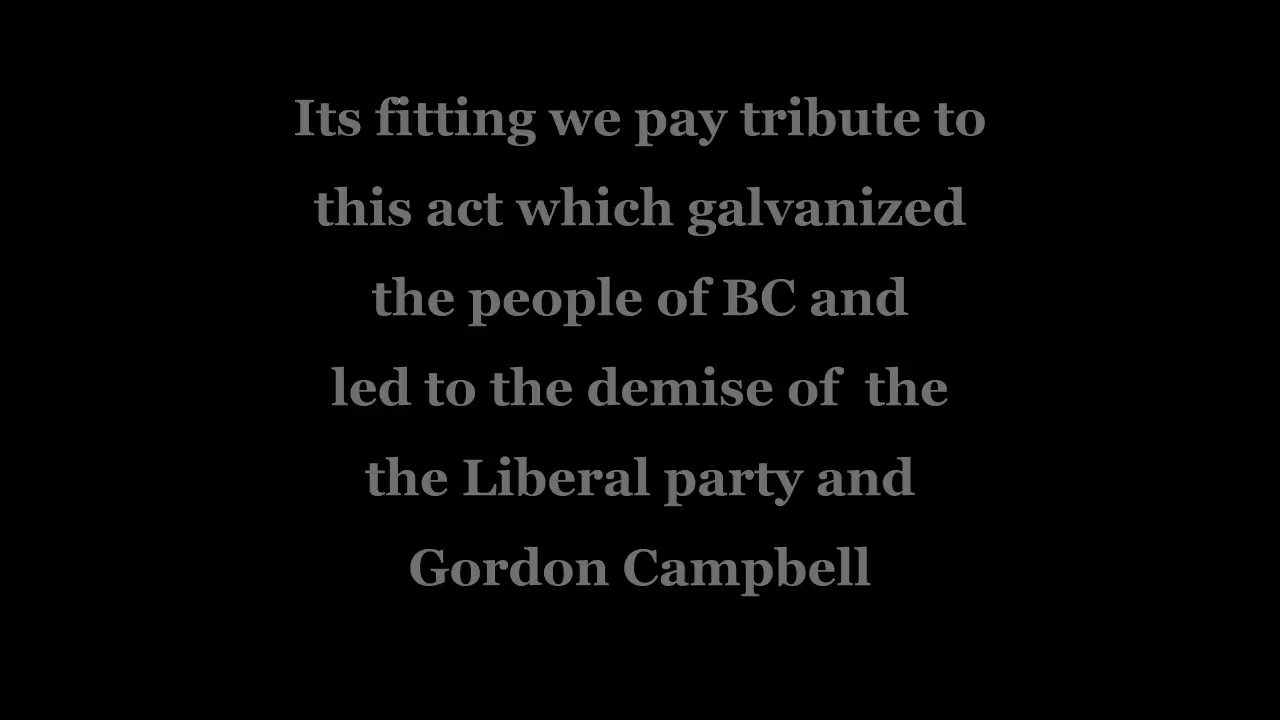 Its fitting we pay tribute to
this act which galvanized
the people of BC and
led to the demise of  the
the Liberal party and
Gordon Campbell